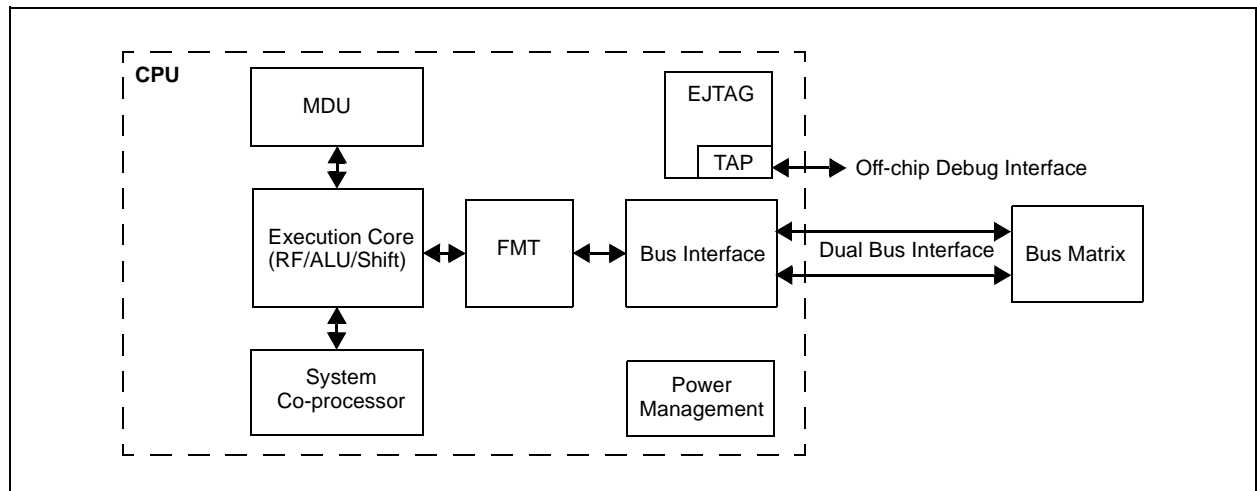 CPU
MDU
EJTAG
TAP
Off-chip Debug Interface
Execution Core
(RF/ALU/Shift)
FMT
Bus Interface
Dual Bus Interface
Bus Matrix
System
Co-processor
Power
Management